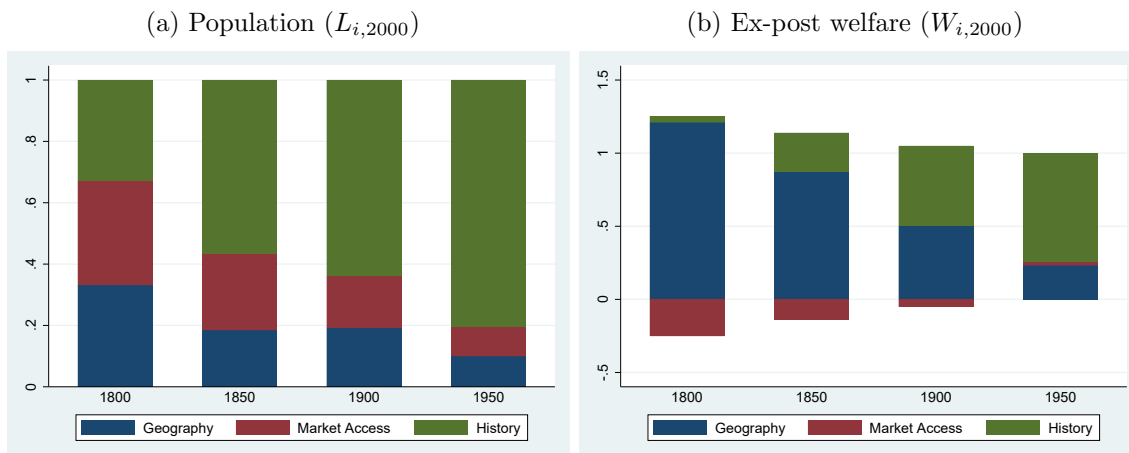 (a) Population (L_{i,2000})
1
.8
.6
.4
.2
0
1800 1850 1900 1950
Geography Market Access History
(b) Ex-post welfare (W_{i,2000})
1.5
1
.5
0
-.5
1800 1850 1900 1950
Geography Market Access History